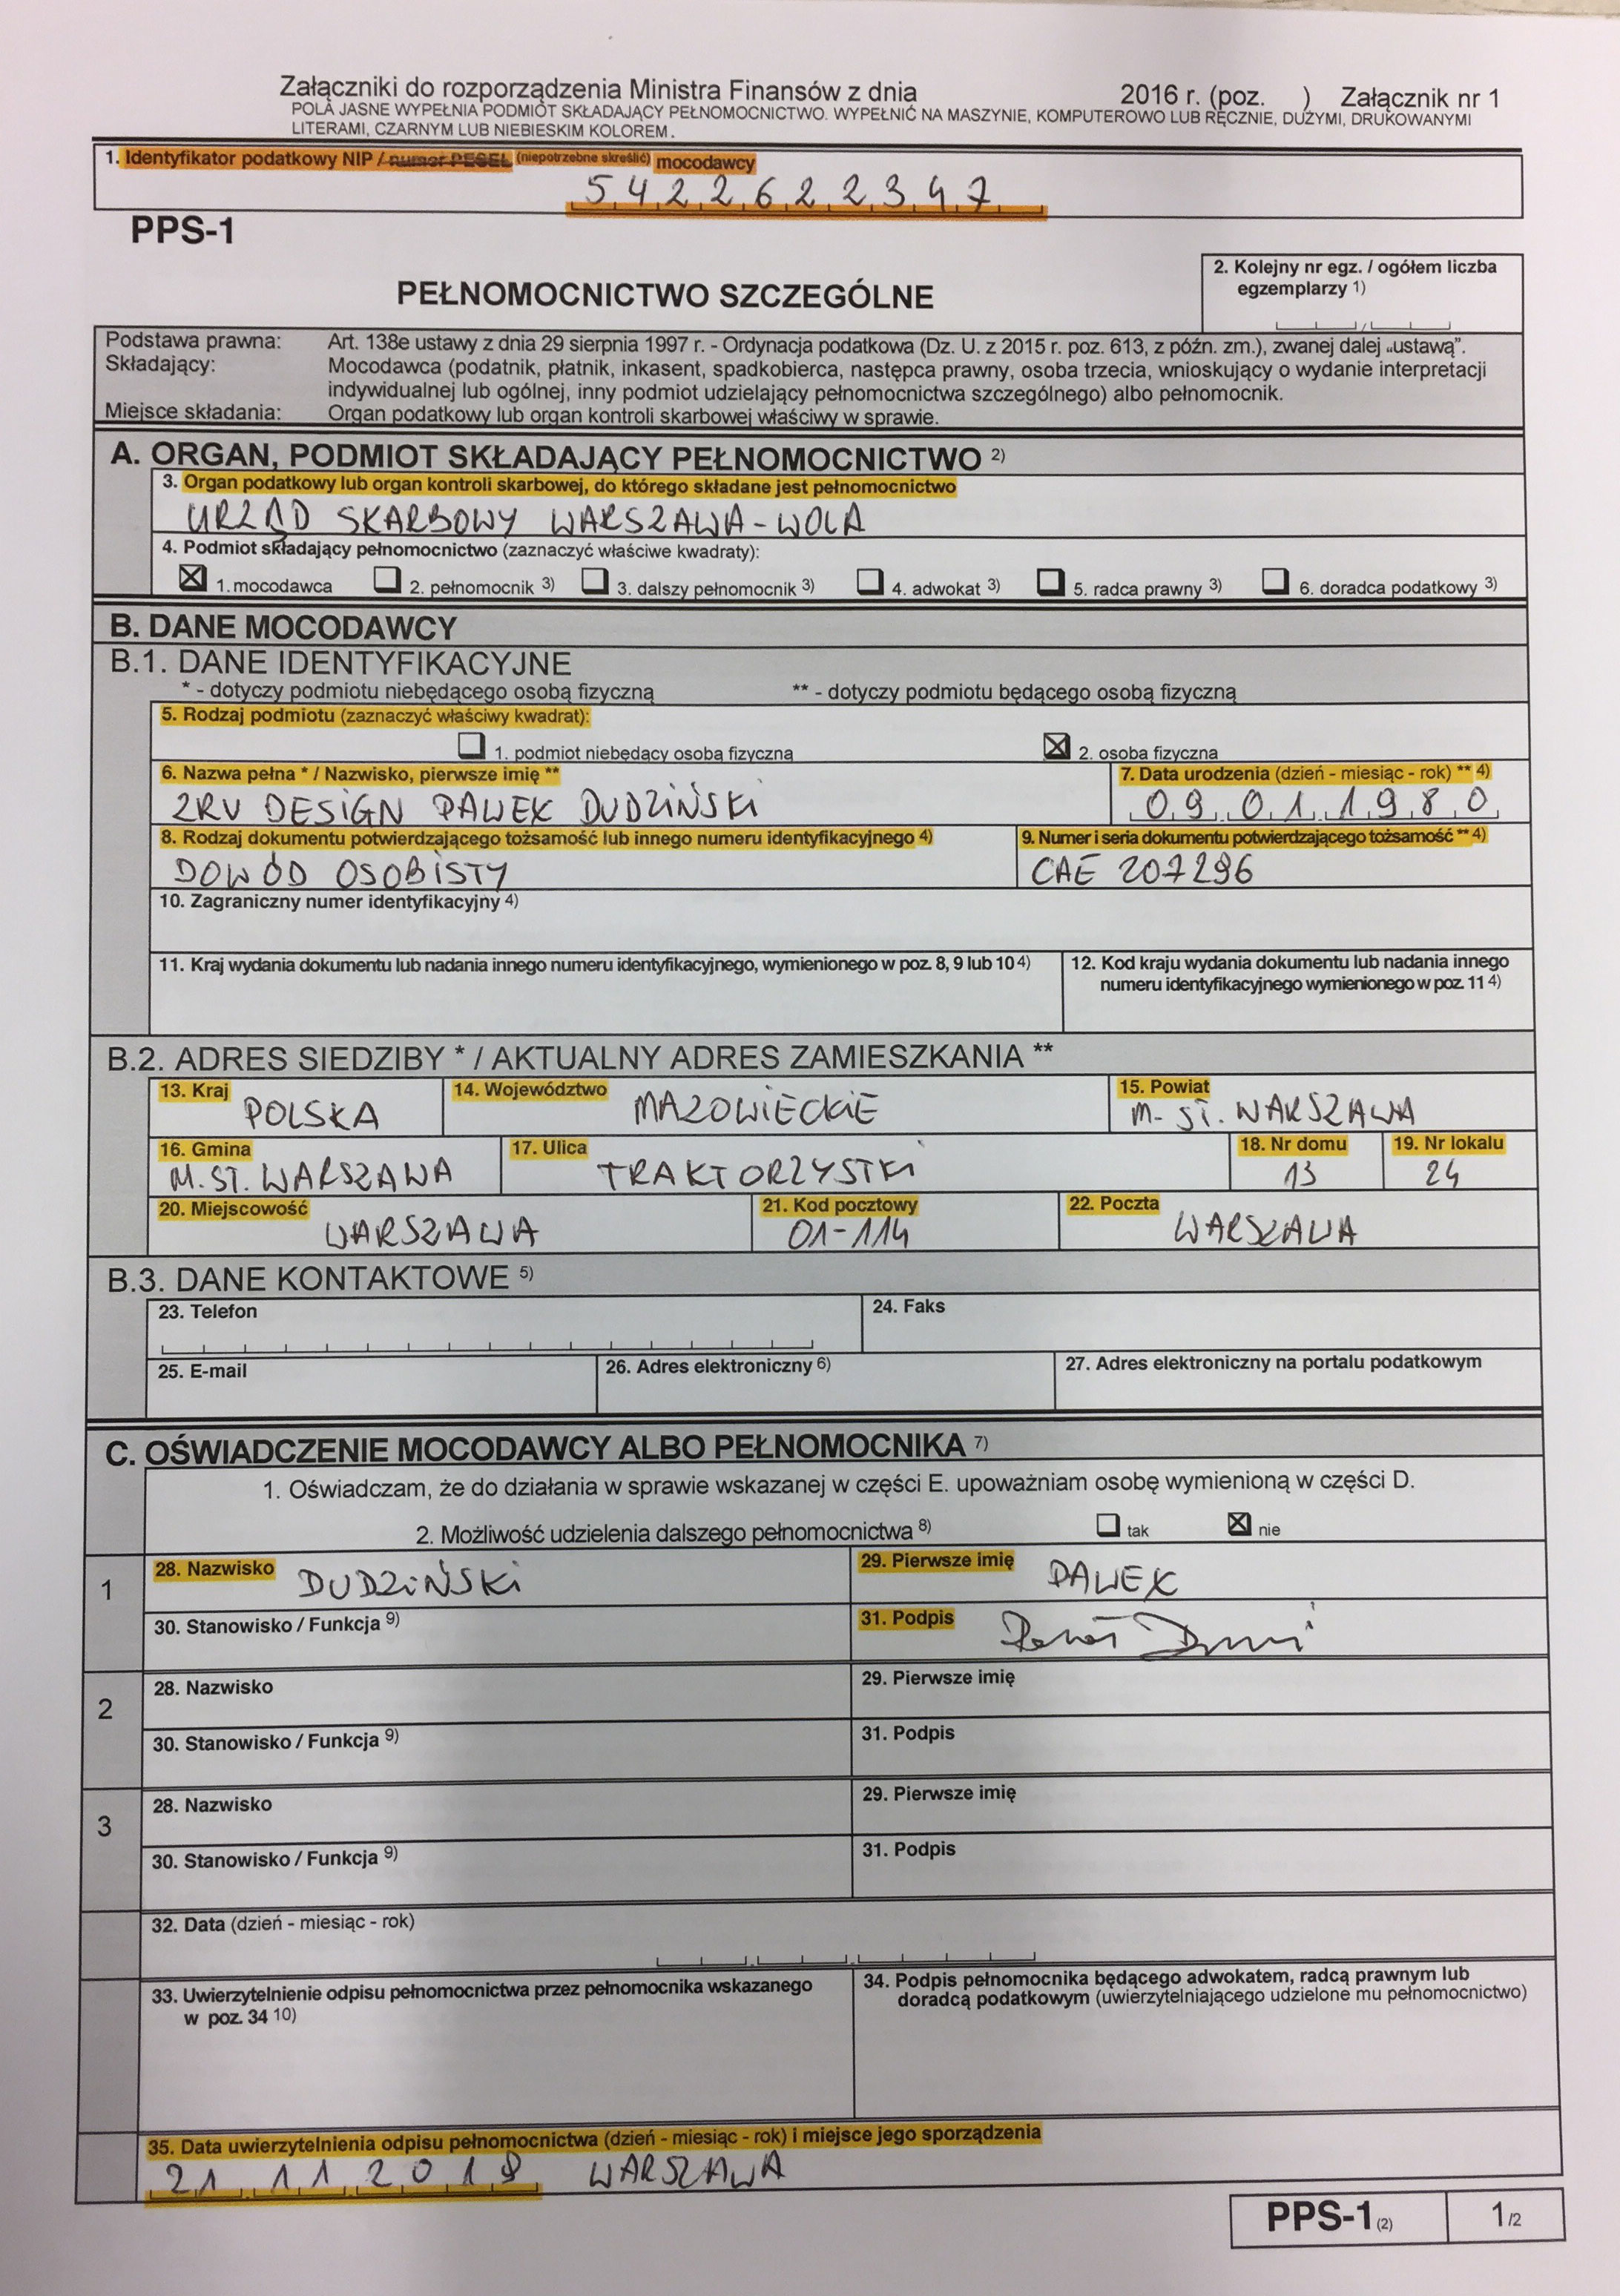 Załączniki do rozporządzenia Ministra Finansów z dnia 2016 r. (poz. ) Załącznik nr 1
POLA JASNE WYPEŁNIA PODMIOT SKŁADAJĄCY PEŁNOMOCNICTWO. WYPEŁNIĆ NA MASZYNIE, KOMPUTEROWO LUB RĘCZNIE, DUŻYMI, DRUKOWANYMI
LITERAMI, CZARNYM LUB NIEBIESKIM KOLOREM.
1. Identyfikator podatkowy NIP / numer PESEL (niepotrzebne skreślić) mocodawcy
5422622347
PPS-1
2. Kolejny nr egz. / ogółem liczba
egzemplarzy 1)
PEŁNOMOCNICTWO SZCZEGÓLNE
Podstawa prawna: Art. 138e ustawy z dnia 29 sierpnia 1997 r. - Ordynacja podatkowa (Dz. U. z 2015 r. poz. 613, z późn. zm.), zwanej dalej „ustawą”.
Składający: Mocodawca (podatnik, płatnik, inkasent, spadkobierca, następca prawny, osoba trzecia, wnioskujący o wydanie interpretacji
indywidualnej lub ogólnej, inny podmiot udzielający pełnomocnictwa szczególnego) albo pełnomocnik.
Miejsce składania: Organ podatkowy lub organ kontroli skarbowej właściwy w sprawie.
A. ORGAN, PODMIOT SKŁADAJĄCY PEŁNOMOCNICTWO 2)
3. Organ podatkowy lub organ kontroli skarbowej, do którego składane jest pełnomocnictwo
URZĄD SKARBOWY WARSZAWA-WOLA
4. Podmiot składający pełnomocnictwo (zaznaczyć właściwe kwadraty):
1. mocodawca 2. pełnomocnik 3) 3. dalszy pełnomocnik 3) 4. adwokat 3) 5. radca prawny 3) 6. doradca podatkowy 3)
B. DANE MOCODAWCY
B.1. DANE IDENTYFIKACYJNE
* - dotyczy podmiotu niebędącego osobą fizyczną ** - dotyczy podmiotu będącego osobą fizyczną
5. Rodzaj podmiotu (zaznaczyć właściwy kwadrat):
1. podmiot niebędący osobą fizyczną 2. osoba fizyczna
6. Nazwa pełna * / Nazwisko, pierwsze imię ** 7. Data urodzenia (dzień - miesiąc - rok) ** 4)
ZRV DESIGN PAWEŁ DUDZIŃSKI 09.01.1980
8. Rodzaj dokumentu potwierdzającego tożsamość lub innego numeru identyfikacyjnego 4) 9. Numer i seria dokumentu potwierdzającego tożsamość ** 4)
DOWÓD OSOBISTY CAE 207296
10. Zagraniczny numer identyfikacyjny 4)
11. Kraj wydania dokumentu lub nadania innego numeru identyfikacyjnego, wymienionego w poz. 8, 9 lub 10 4) 12. Kod kraju wydania dokumentu lub nadania innego
numeru identyfikacyjnego wymienionego w poz. 11 4)
B.2. ADRES SIEDZIBY * / AKTUALNY ADRES ZAMIESZKANIA **
13. Kraj 14. Województwo 15. Powiat
POLSKA MAZOWIECKIE M. ST. WARSZAWA
16. Gmina 17. Ulica 18. Nr domu 19. Nr lokalu
M.ST. WARSZAWA TRAKTORZYSTKI 13 24
20. Miejscowość 21. Kod pocztowy 22. Poczta
WARSZAWA 01-114 WARSZAWA
B.3. DANE KONTAKTOWE 5)
23. Telefon 24. Faks
25. E-mail 26. Adres elektroniczny 6) 27. Adres elektroniczny na portalu podatkowym
C. OŚWIADCZENIE MOCODAWCY ALBO PEŁNOMOCNIKA 7)
1. Oświadczam, że do działania w sprawie wskazanej w części E. upoważniam osobę wymienioną w części D.
2. Możliwość udzielenia dalszego pełnomocnictwa 8) tak nie
1 28. Nazwisko DUDZIŃSKI 29. Pierwsze imię PAWEŁ
30. Stanowisko / Funkcja 9) 31. Podpis
2 28. Nazwisko 29. Pierwsze imię
30. Stanowisko / Funkcja 9) 31. Podpis
3 28. Nazwisko 29. Pierwsze imię
30. Stanowisko / Funkcja 9) 31. Podpis
32. Data (dzień - miesiąc - rok)
33. Uwierzytelnienie odpisu pełnomocnictwa przez pełnomocnika wskazanego
w poz. 34 10)
34. Podpis pełnomocnika będącego adwokatem, radcą prawnym lub
doradcą podatkowym (uwierzytelniającego udzielone mu pełnomocnictwo)
35. Data uwierzytelnienia odpisu pełnomocnictwa (dzień - miesiąc - rok) i miejsce jego sporządzenia
21.11.2018 WARSZAWA
PPS-1 (2) 1/2